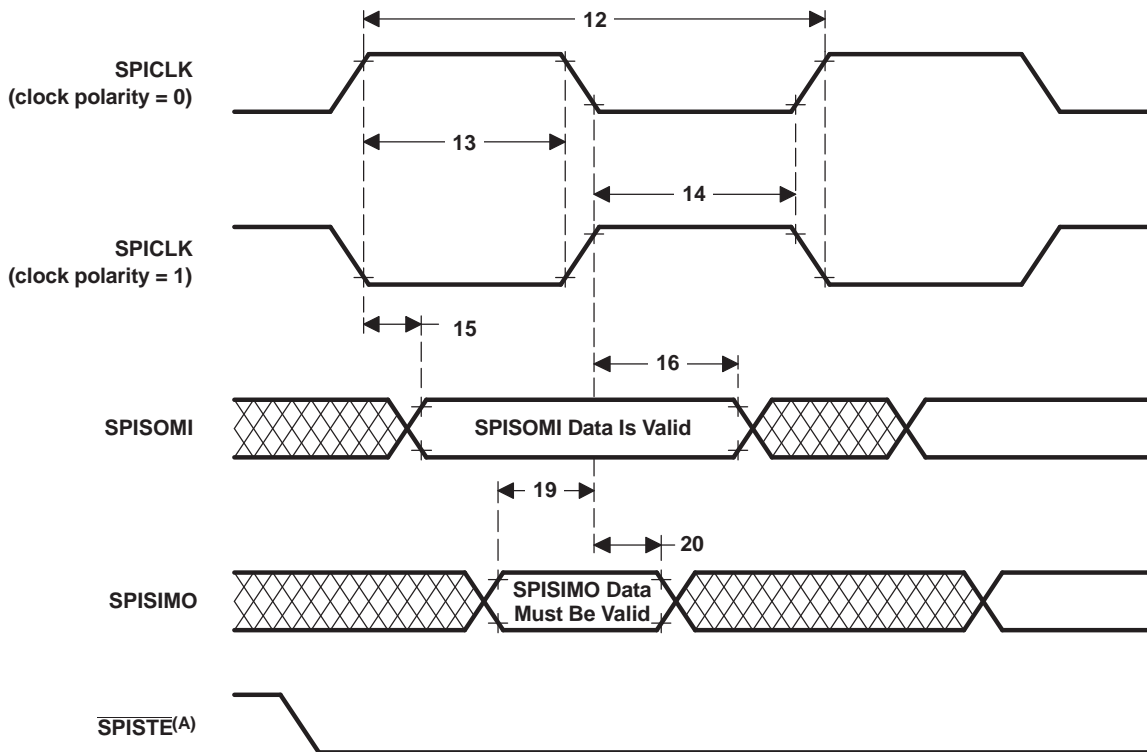 12
SPICLK
(clock polarity = 0)
13
14
SPICLK
(clock polarity = 1)
15
16
SPISOMI
SPISOMI Data Is Valid
19
20
SPISIMO
SPISIMO Data
Must Be Valid
SPISTE(A)